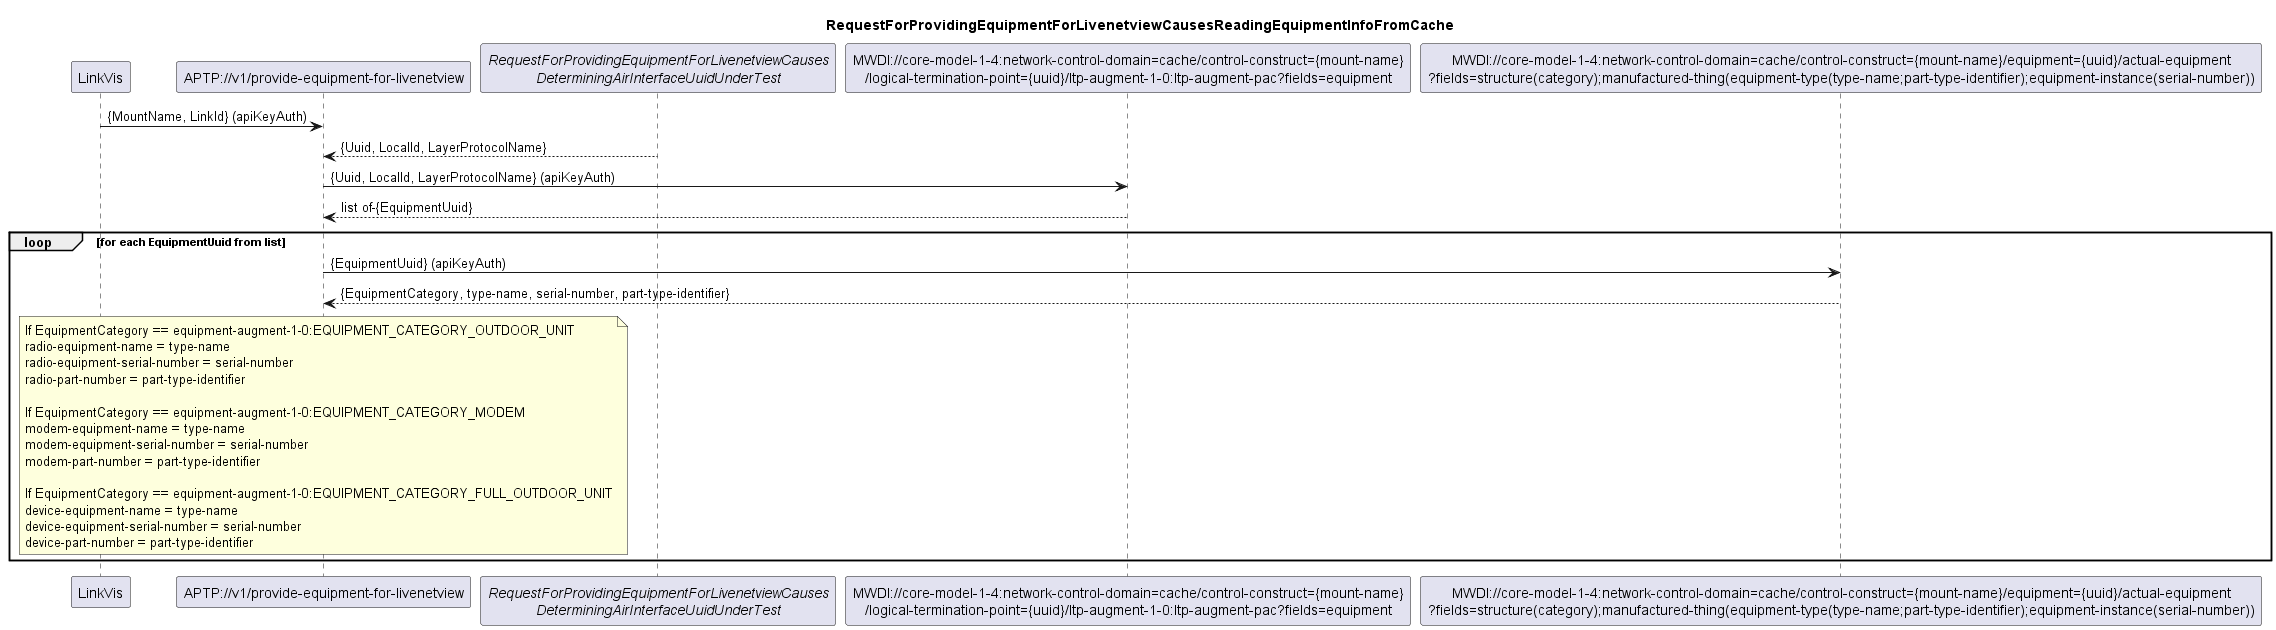 RequestForProvidingEquipmentForLivenetviewCausesReadingEquipmentInfoFromCache
LinkVis
APTP://v1/provide-equipment-for-livenetview
RequestForProvidingEquipmentForLivenetviewCauses
DeterminingAirInterfaceUuidUnderTest
MWDI://core-model-1-4:network-control-domain=cache/control-construct={mount-name}
/logical-termination-point={uuid}/ltp-augment-1-0:ltp-augment-pac?fields=equipment
MWDI://core-model-1-4:network-control-domain=cache/control-construct={mount-name}/equipment={uuid}/actual-equipment
?fields=structure(category);manufactured-thing(equipment-type(type-name;part-type-identifier);equipment-instance(serial-number))
{MountName, LinkId} (apiKeyAuth)
{Uuid, LocalId, LayerProtocolName}
{Uuid, LocalId, LayerProtocolName} (apiKeyAuth)
list of-{EquipmentUuid}
loop
[for each EquipmentUuid from list]
{EquipmentUuid} (apiKeyAuth)
{EquipmentCategory, type-name, serial-number, part-type-identifier}
If EquipmentCategory == equipment-augment-1-0:EQUIPMENT_CATEGORY_OUTDOOR_UNIT
radio-equipment-name = type-name
radio-equipment-serial-number = serial-number
radio-part-number = part-type-identifier
If EquipmentCategory == equipment-augment-1-0:EQUIPMENT_CATEGORY_MODEM
modem-equipment-name = type-name
modem-equipment-serial-number = serial-number
modem-part-number = part-type-identifier
If EquipmentCategory == equipment-augment-1-0:EQUIPMENT_CATEGORY_FULL_OUTDOOR_UNIT
device-equipment-name = type-name
device-equipment-serial-number = serial-number
device-part-number = part-type-identifier
LinkVis
APTP://v1/provide-equipment-for-livenetview
RequestForProvidingEquipmentForLivenetviewCauses
DeterminingAirInterfaceUuidUnderTest
MWDI://core-model-1-4:network-control-domain=cache/control-construct={mount-name}
/logical-termination-point={uuid}/ltp-augment-1-0:ltp-augment-pac?fields=equipment
MWDI://core-model-1-4:network-control-domain=cache/control-construct={mount-name}/equipment={uuid}/actual-equipment
?fields=structure(category);manufactured-thing(equipment-type(type-name;part-type-identifier);equipment-instance(serial-number))